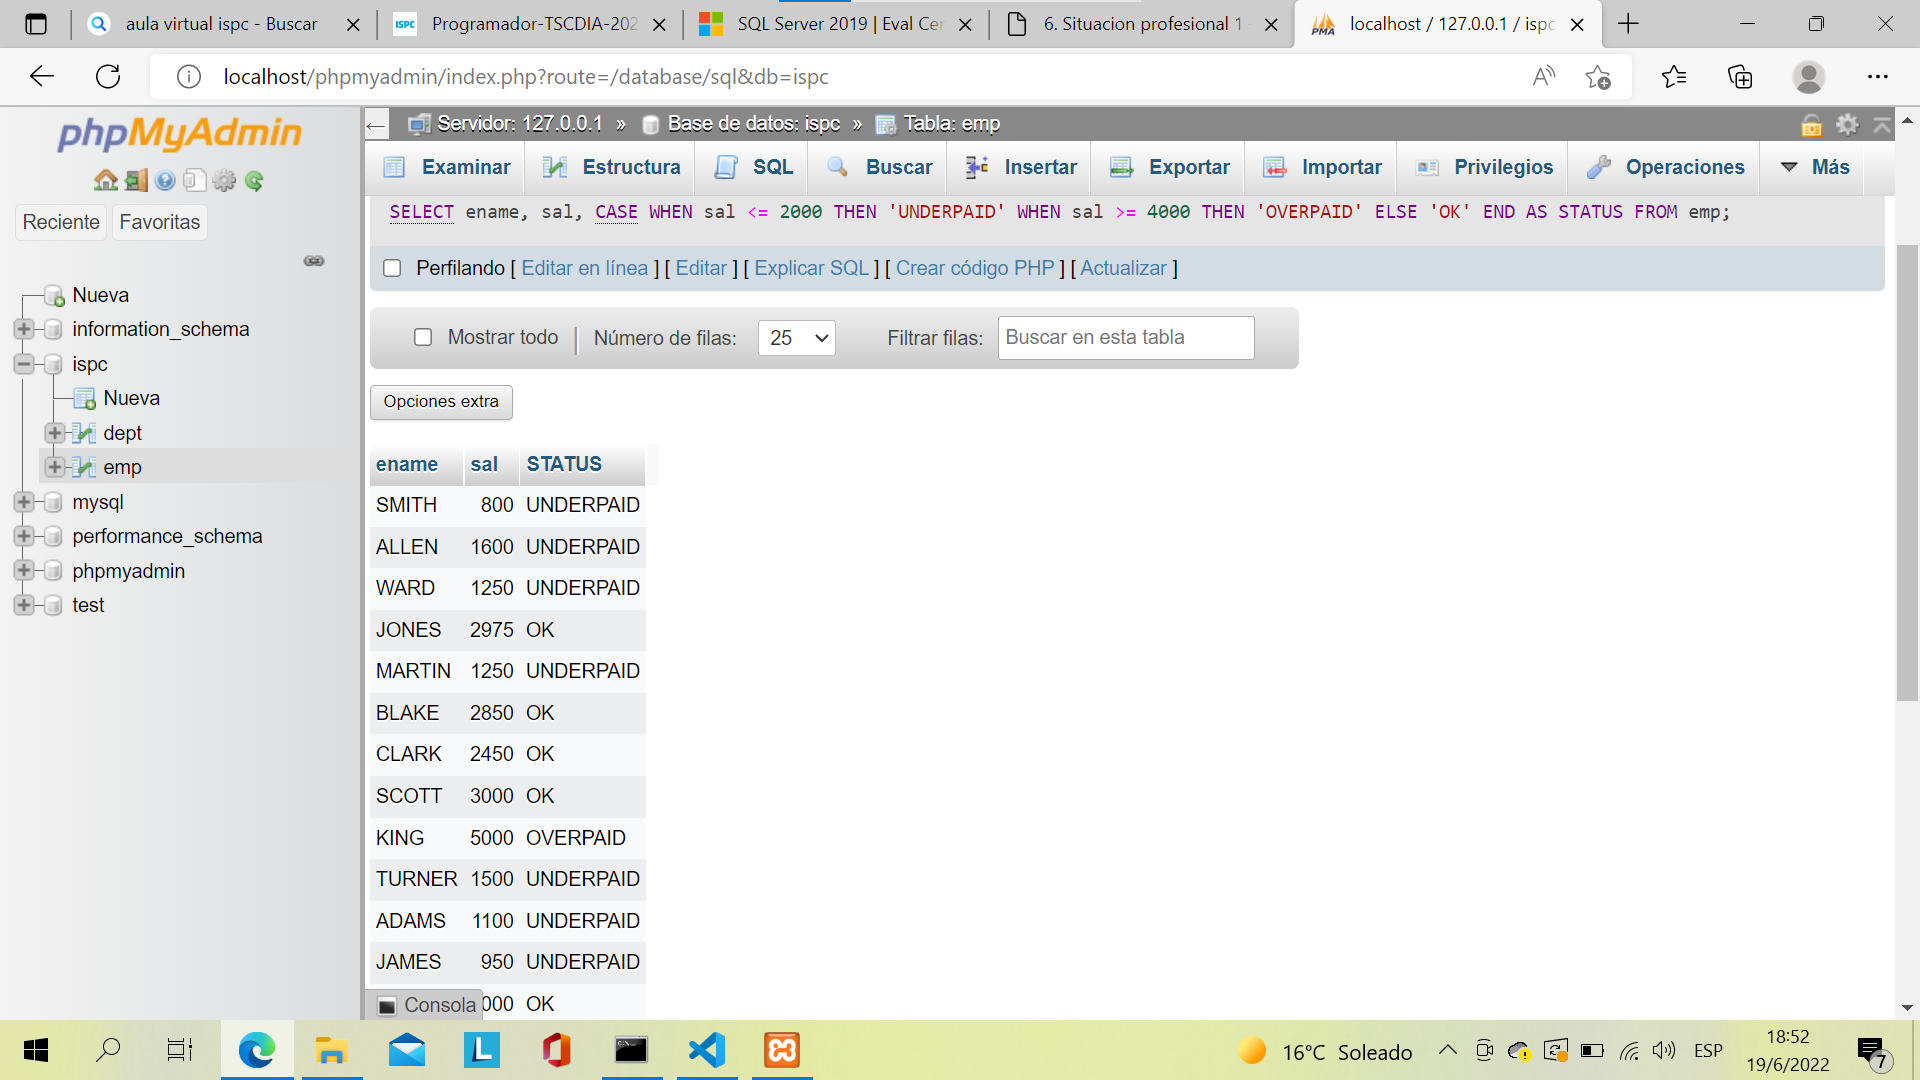 aula virtual ispc - Buscar
Programador-TSCDIA-202
SQL Server 2019 | Eval Cen
6. Situacion profesional 1 -
localhost / 127.0.0.1 / ispc
localhost/phpmyadmin/index.php?route=/database/sql&db=ispc
phpMyAdmin
Reciente
Favoritas
Nueva
information_schema
ispc
Nueva
dept
emp
mysql
performance_schema
phpmyadmin
test
Servidor: 127.0.0.1 » Base de datos: ispc » Tabla: emp
Examinar
Estructura
SQL
Buscar
Insertar
Exportar
Importar
Privilegios
Operaciones
Más
SELECT ename, sal, CASE WHEN sal <= 2000 THEN 'UNDERPAID' WHEN sal >= 4000 THEN 'OVERPAID' ELSE 'OK' END AS STATUS FROM emp;
Perfilando [ Editar en línea ] [ Editar ] [ Explicar SQL ] [ Crear código PHP ] [ Actualizar ]
Mostrar todo | Número de filas: 25 Filtrar filas: Buscar en esta tabla
Opciones extra
ename sal STATUS
SMITH 800 UNDERPAID
ALLEN 1600 UNDERPAID
WARD 1250 UNDERPAID
JONES 2975 OK
MARTIN 1250 UNDERPAID
BLAKE 2850 OK
CLARK 2450 OK
SCOTT 3000 OK
KING 5000 OVERPAID
TURNER 1500 UNDERPAID
ADAMS 1100 UNDERPAID
JAMES 950 UNDERPAID
Consola 000 OK
16°C Soleado
ESP
18:52
19/6/2022
7